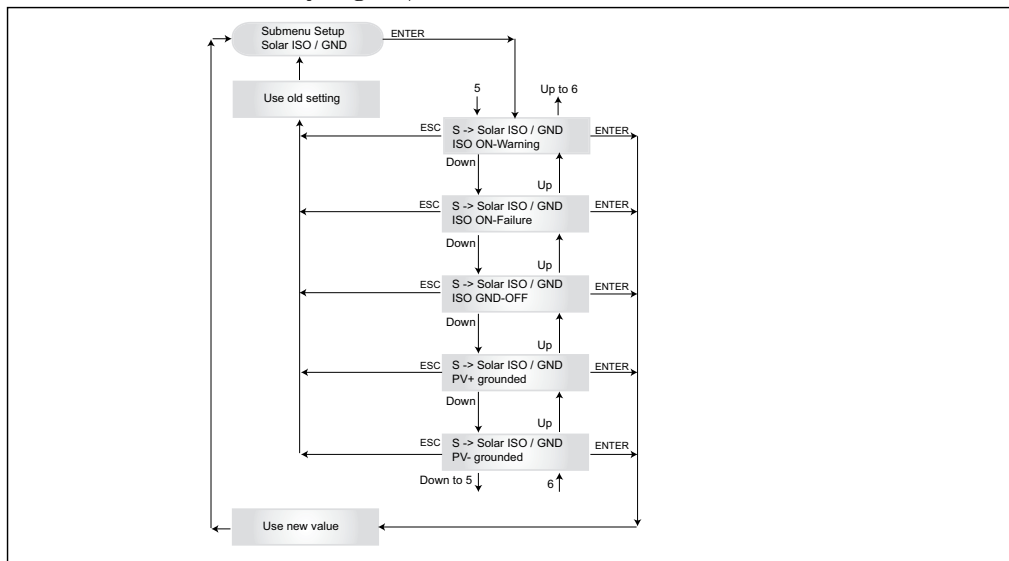 Submenu Setup
Solar ISO / GND
ENTER
Use old setting
5
Up to 6
ESC
S -> Solar ISO / GND
ISO ON-Warning
ENTER
Down
Up
ESC
S -> Solar ISO / GND
ISO ON-Failure
ENTER
Down
Up
ESC
S -> Solar ISO / GND
ISO GND-OFF
ENTER
Down
Up
ESC
S -> Solar ISO / GND
PV+ grounded
ENTER
Down
Up
ESC
S -> Solar ISO / GND
PV- grounded
ENTER
Down to 5
6
Use new value